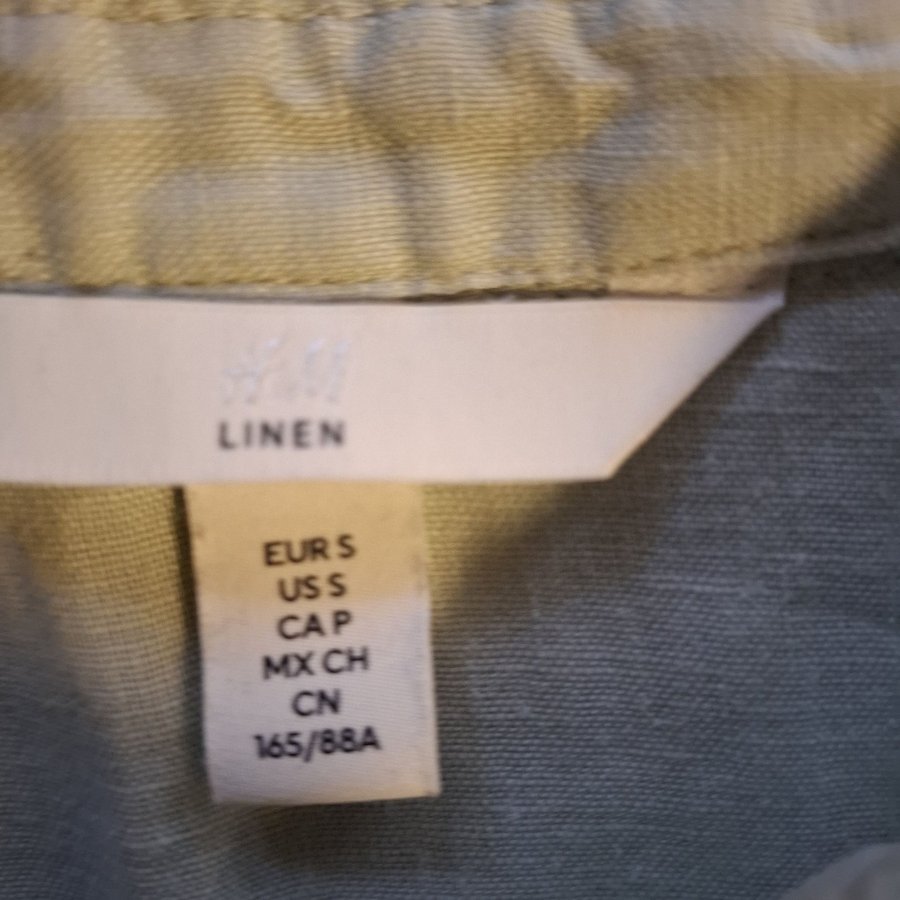 H&M
LINEN
EUR S
US S
CA P
MX CH
CN
165/88A